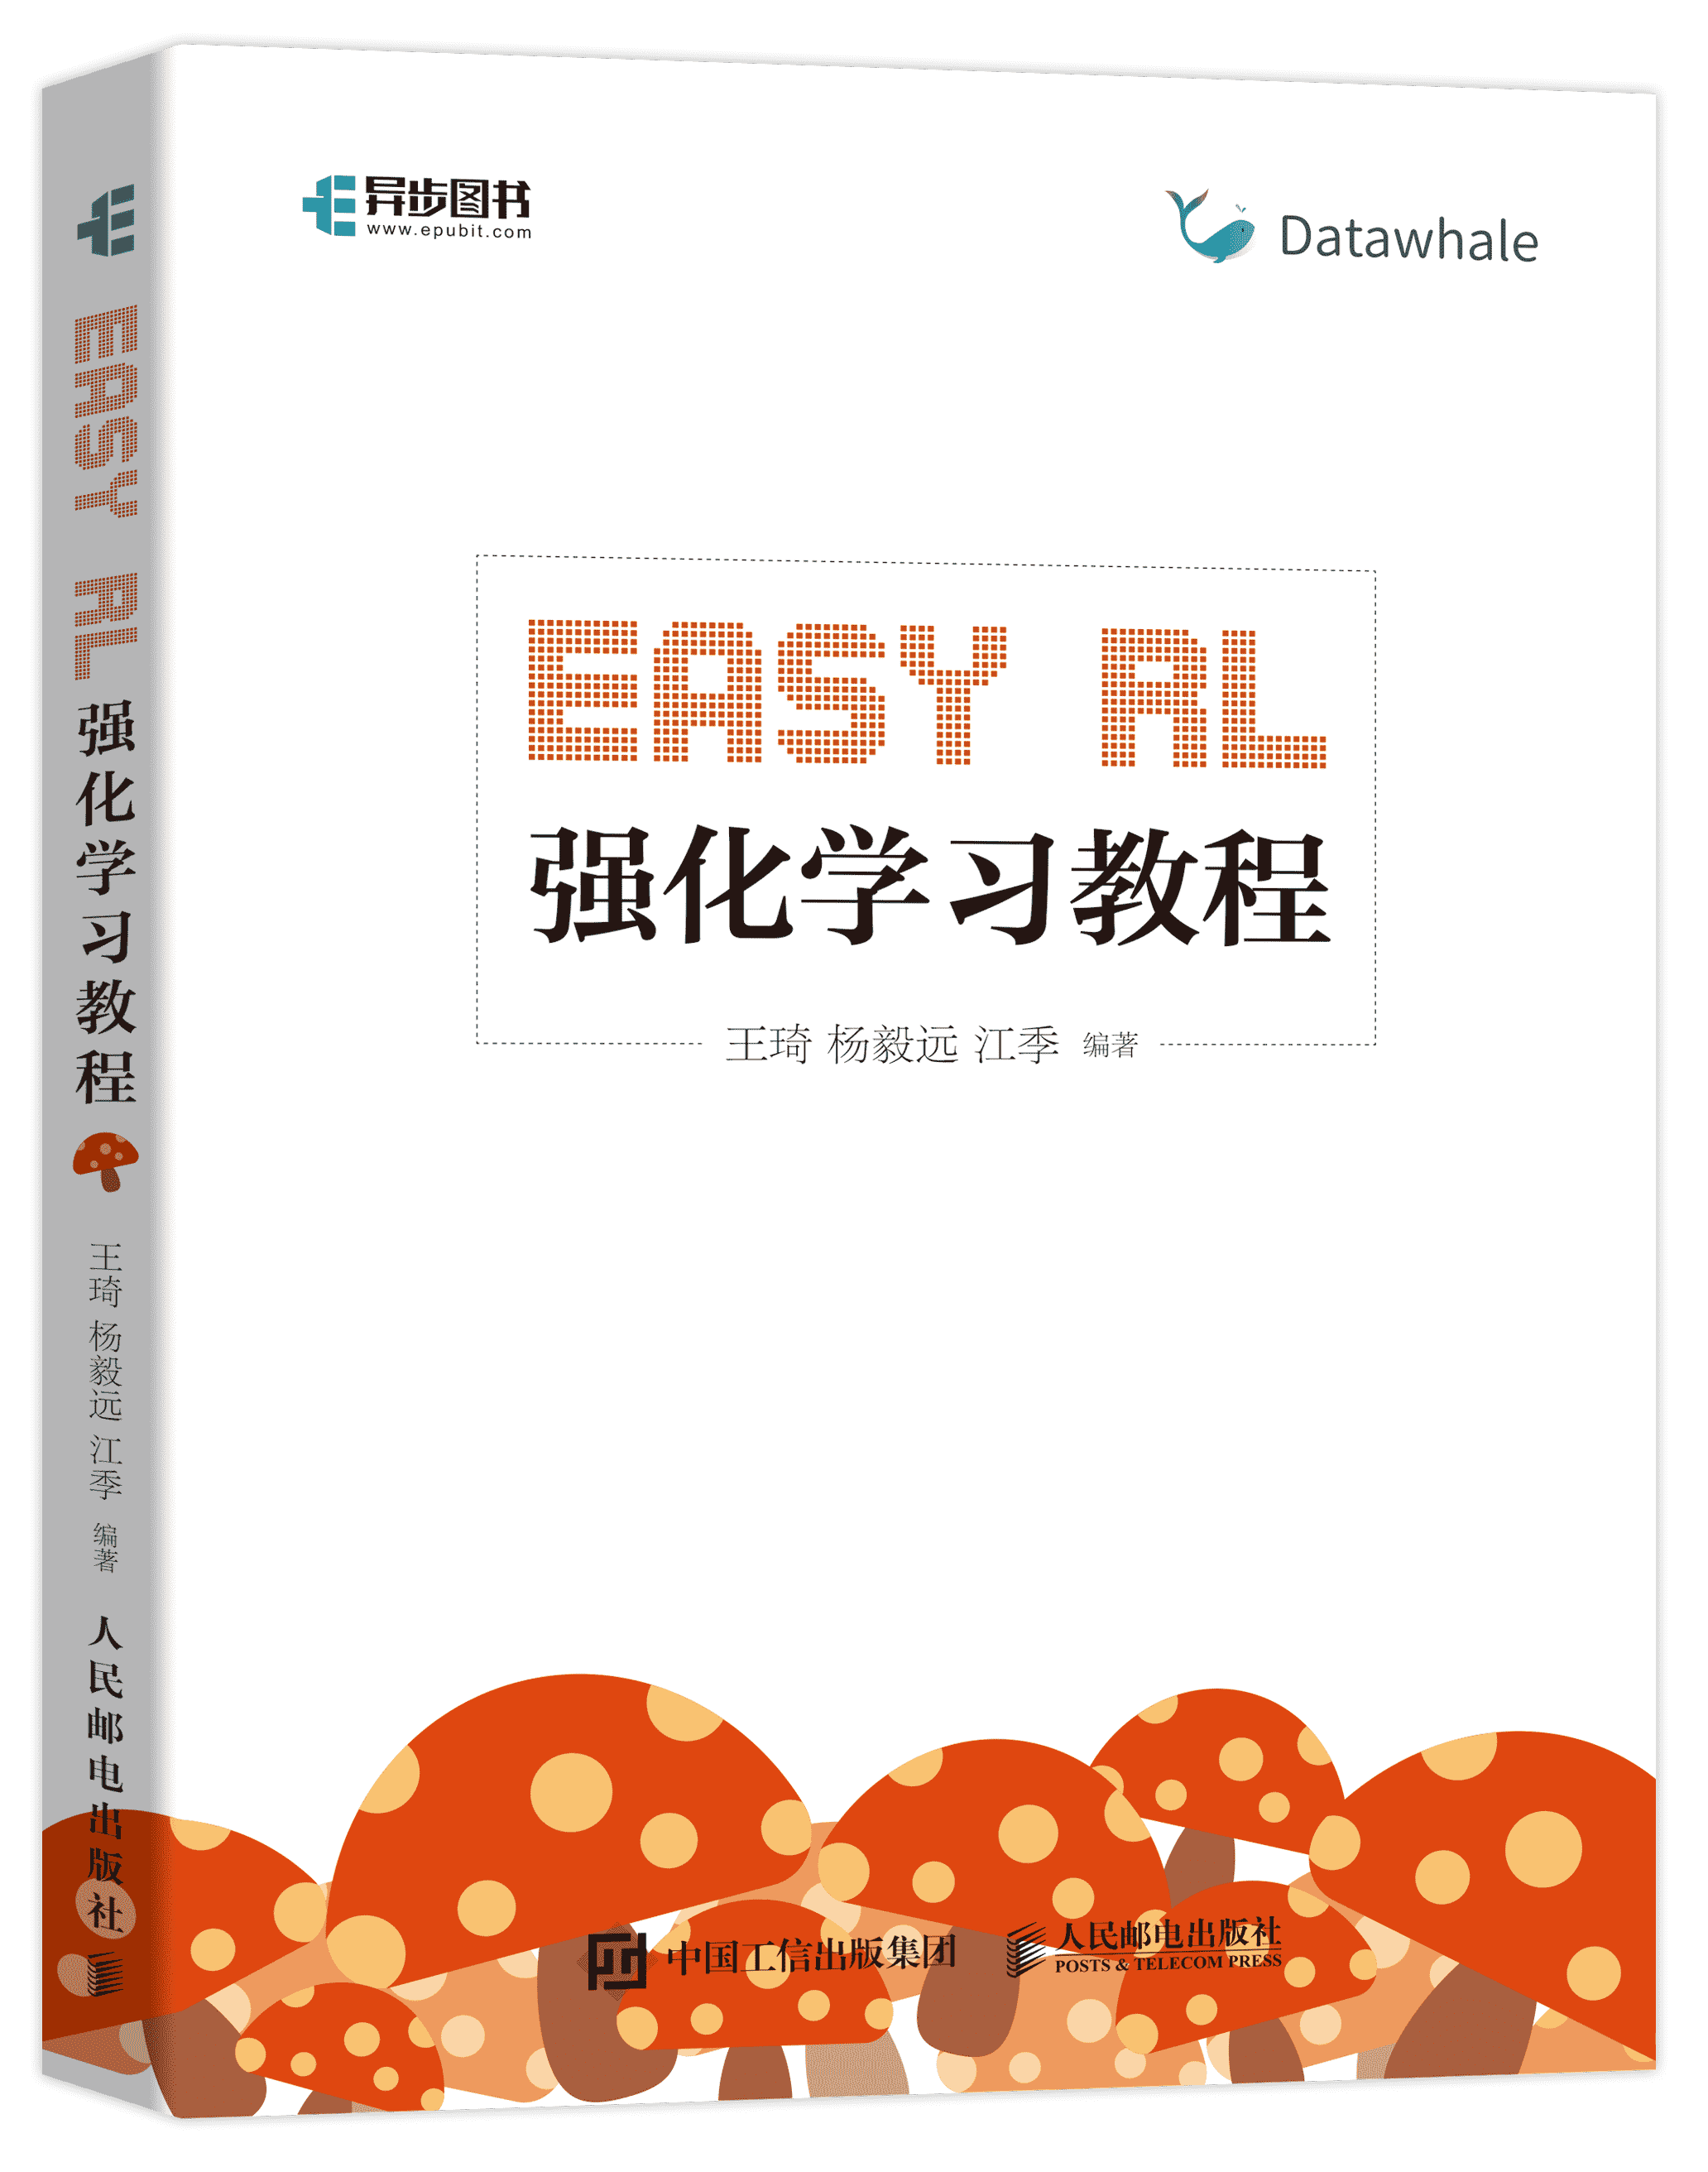 异步图书
www.epubit.com
Datawhale
EASY RL
强化学习教程
王琦 杨毅远 江季 编著
中国工信出版集团
人民邮电出版社
POSTS & TELECOM PRESS
EASY RL 强化学习教程
王琦 杨毅远 江季 编著
人民邮电出版社